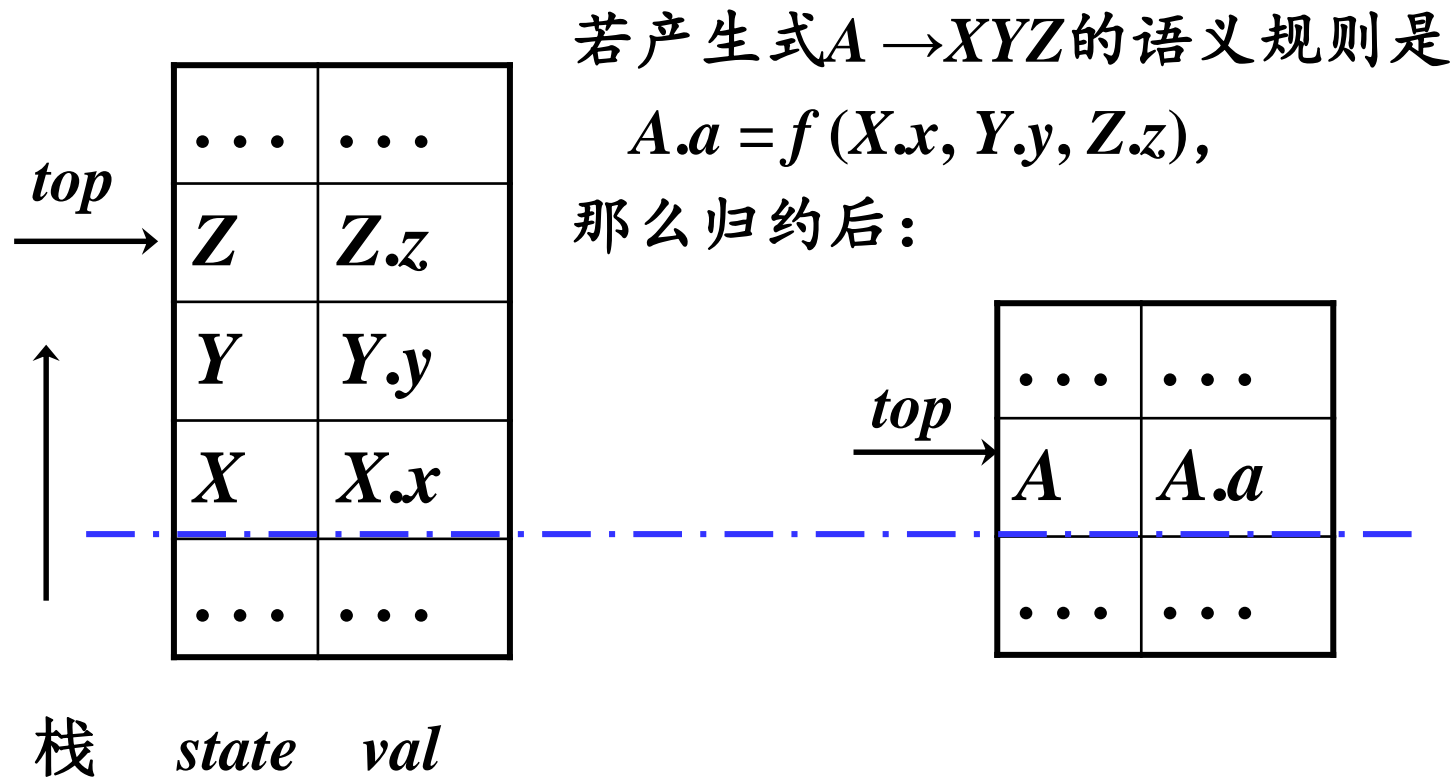 若产生式A →XYZ的语义规则是
A.a = f (X.x, Y.y, Z.z),
那么归约后：
top
... ...
Z Z.z
Y Y.y
X X.x
... ...
栈 state val
top
... ...
A A.a
... ...